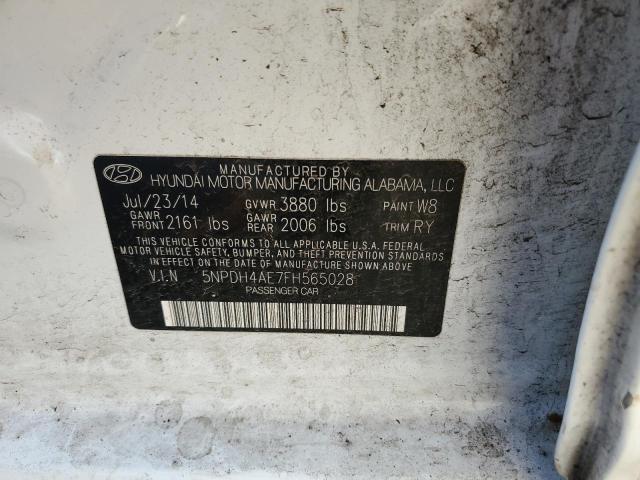 MANUFACTURED BY
HYUNDAI MOTOR MANUFACTURING ALABAMA, LLC
Jul/23/14 GVWR 3880 lbs PAINT W8
GAWR FRONT 2161 lbs GAWR REAR 2006 lbs TRIM RY
THIS VEHICLE CONFORMS TO ALL APPLICABLE U.S.A. FEDERAL
MOTOR VEHICLE SAFETY, BUMPER, AND THEFT PREVENTION STANDARDS
IN EFFECT ON THE DATE OF MANUFACTURE SHOWN ABOVE.
V.I.N 5NPDH4AE7FH565028
PASSENGER CAR